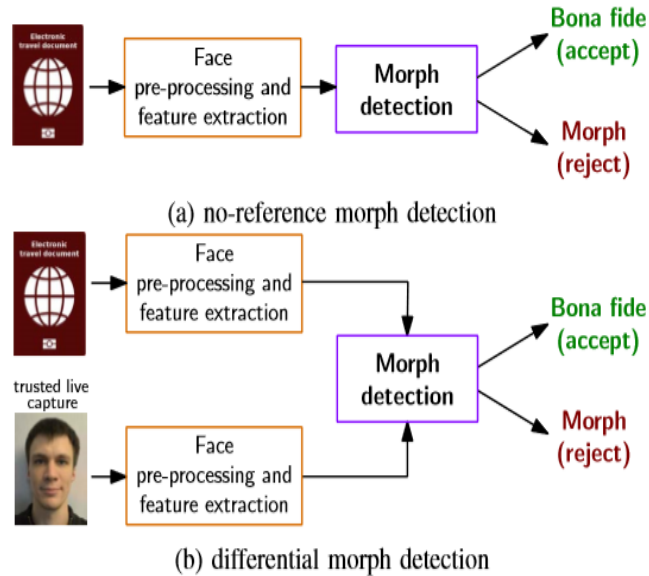 Electronic
travel document
Face
pre-processing and
feature extraction
Morph
detection
Bona fide
(accept)
Morph
(reject)
(a) no-reference morph detection
Electronic
travel document
Face
pre-processing and
feature extraction
trusted live
capture
Face
pre-processing and
feature extraction
Morph
detection
Bona fide
(accept)
Morph
(reject)
(b) differential morph detection